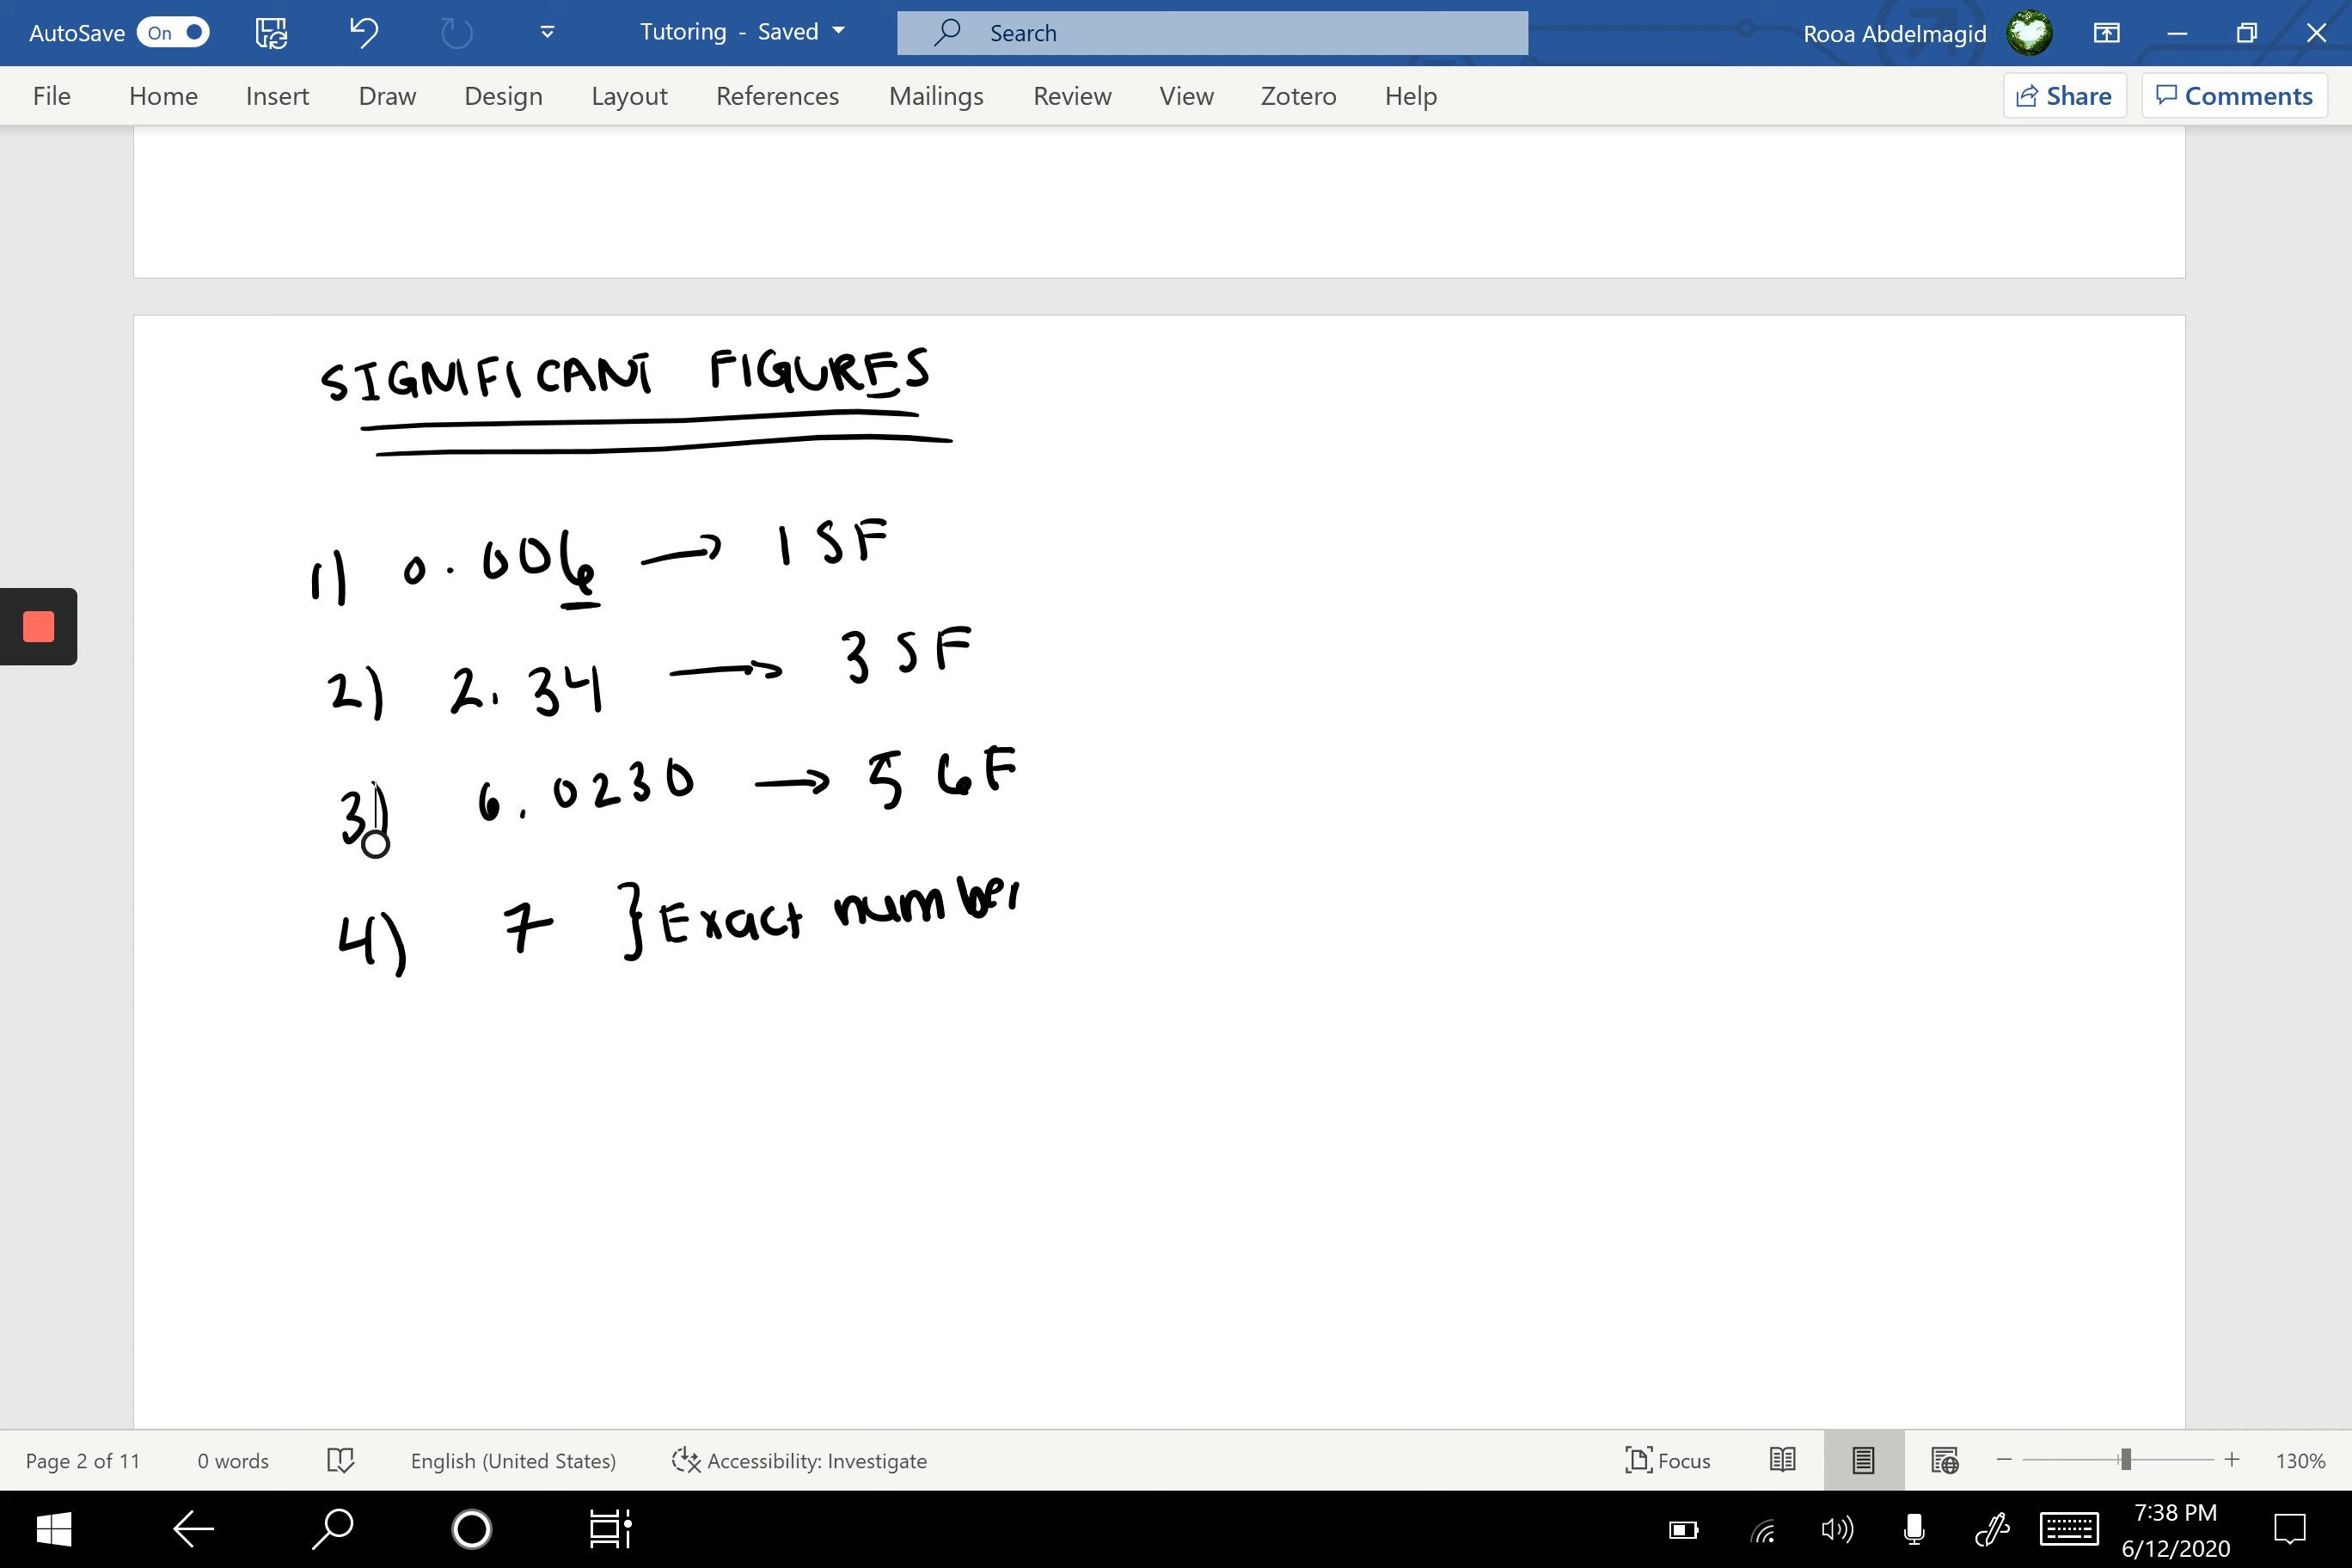 AutoSave On Tutoring - Saved Search Rooa Abdelmagid
File Home Insert Draw Design Layout References Mailings Review View Zotero Help Share Comments
SIGNIFICANT FIGURES
1) 0.006 → 1 SF
2) 2.34 → 3 SF
3) 6.0230 → 5 GF
4) 7 } Exact number
Page 2 of 11 0 words English (United States) Accessibility: Investigate Focus 130%
7:38 PM
6/12/2020